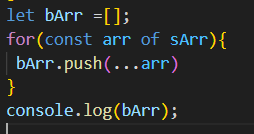 let bArr =[];
for(const arr of sArr){
 bArr.push(...arr)
}
console.log(bArr);